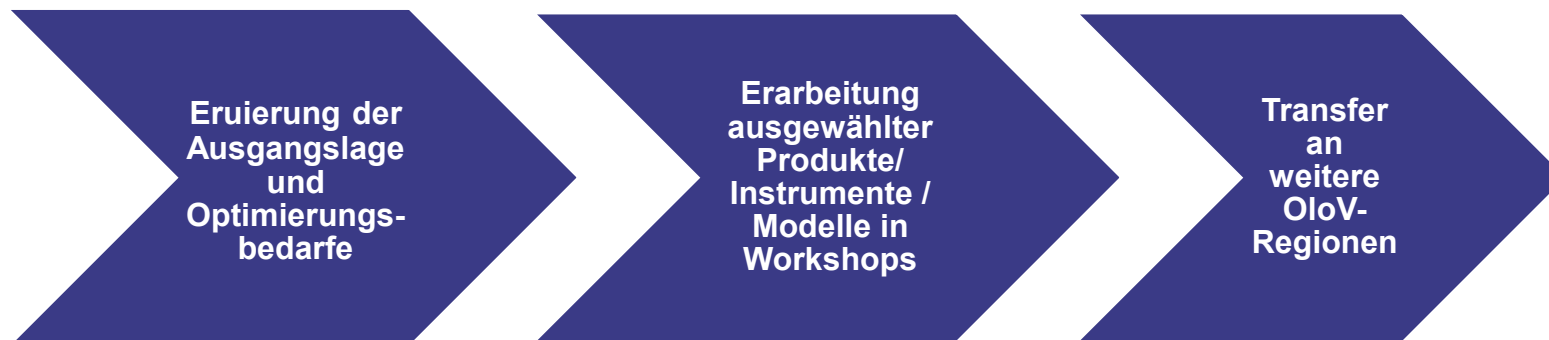 Eruierung der
Ausgangslage
und
Optimierungs-
bedarfe
Erarbeitung
ausgewählter
Produkte/
Instrumente /
Modelle in
Workshops
Transfer
an
weitere
OloV-
Regionen